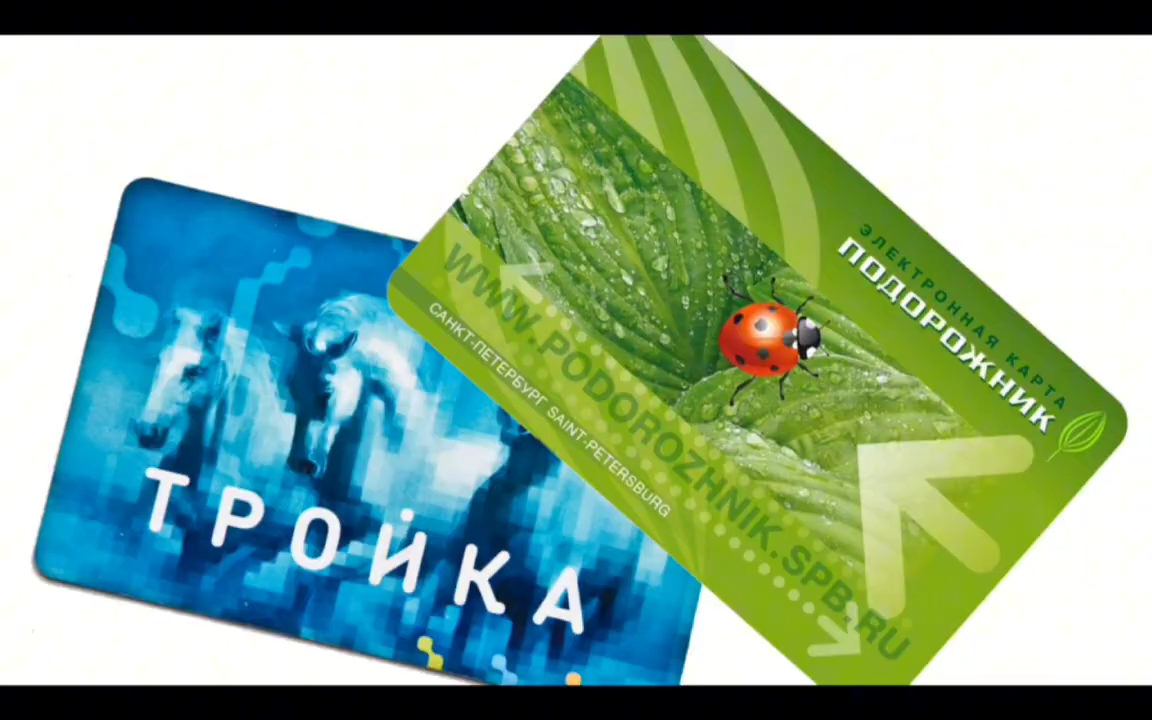 ЭЛЕКТРОННАЯ КАРТА
ПОДОРОЖНИК
WWW.PODOROZHNIK.SPB.RU
САНКТ-ПЕТЕРБУРГ SAINT-PETERSBURG
ТРОЙКА